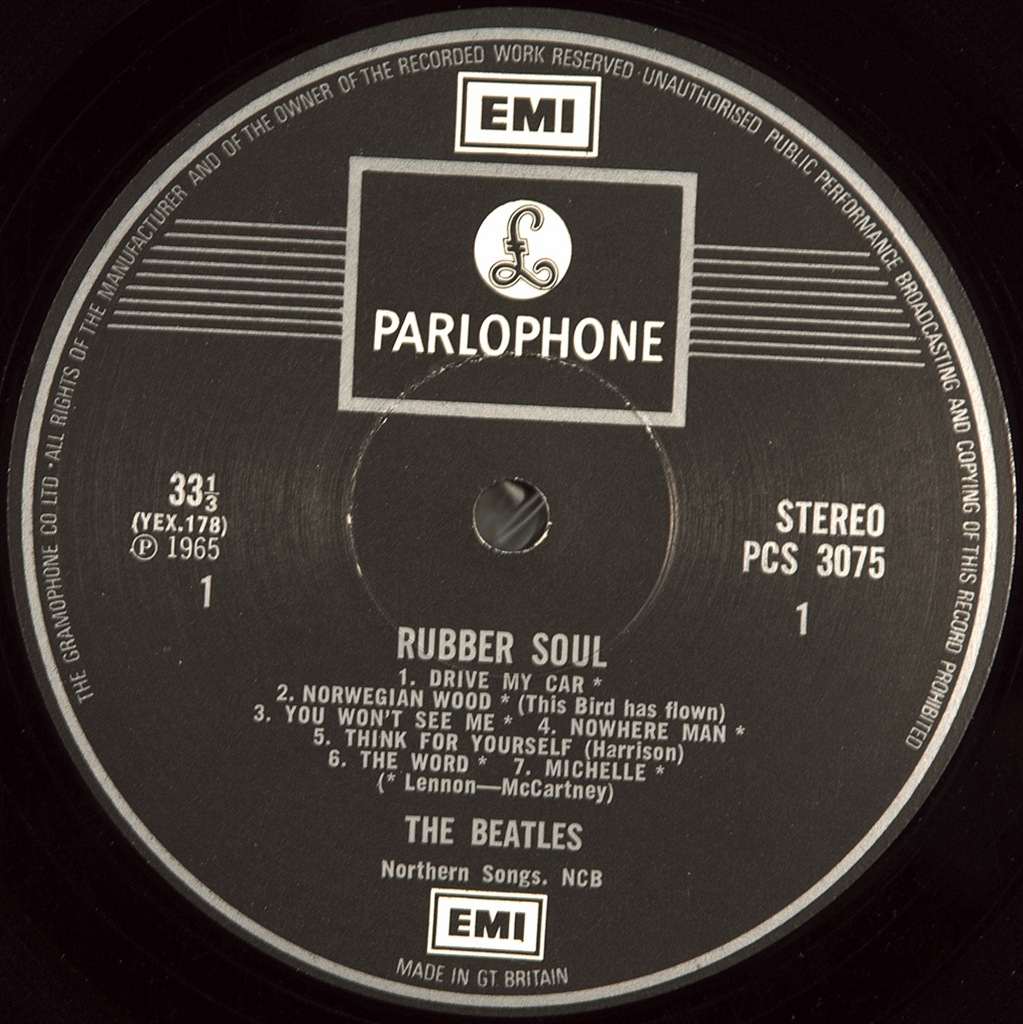 THE GRAMOPHONE CO LTD · ALL RIGHTS OF THE MANUFACTURER AND OF THE OWNER OF THE RECORDED WORK RESERVED · UNAUTHORISED PUBLIC PERFORMANCE BROADCASTING AND COPYING OF THIS RECORD PROHIBITED
EMI
£
PARLOPHONE
33⅓
(YEX.178)
℗ 1965
1
STEREO
PCS 3075
1
RUBBER SOUL
1. DRIVE MY CAR *
2. NORWEGIAN WOOD * (This Bird has flown)
3. YOU WON'T SEE ME * 4. NOWHERE MAN *
5. THINK FOR YOURSELF (Harrison)
6. THE WORD * 7. MICHELLE *
(* Lennon—McCartney)
THE BEATLES
Northern Songs. NCB
EMI
MADE IN GT. BRITAIN